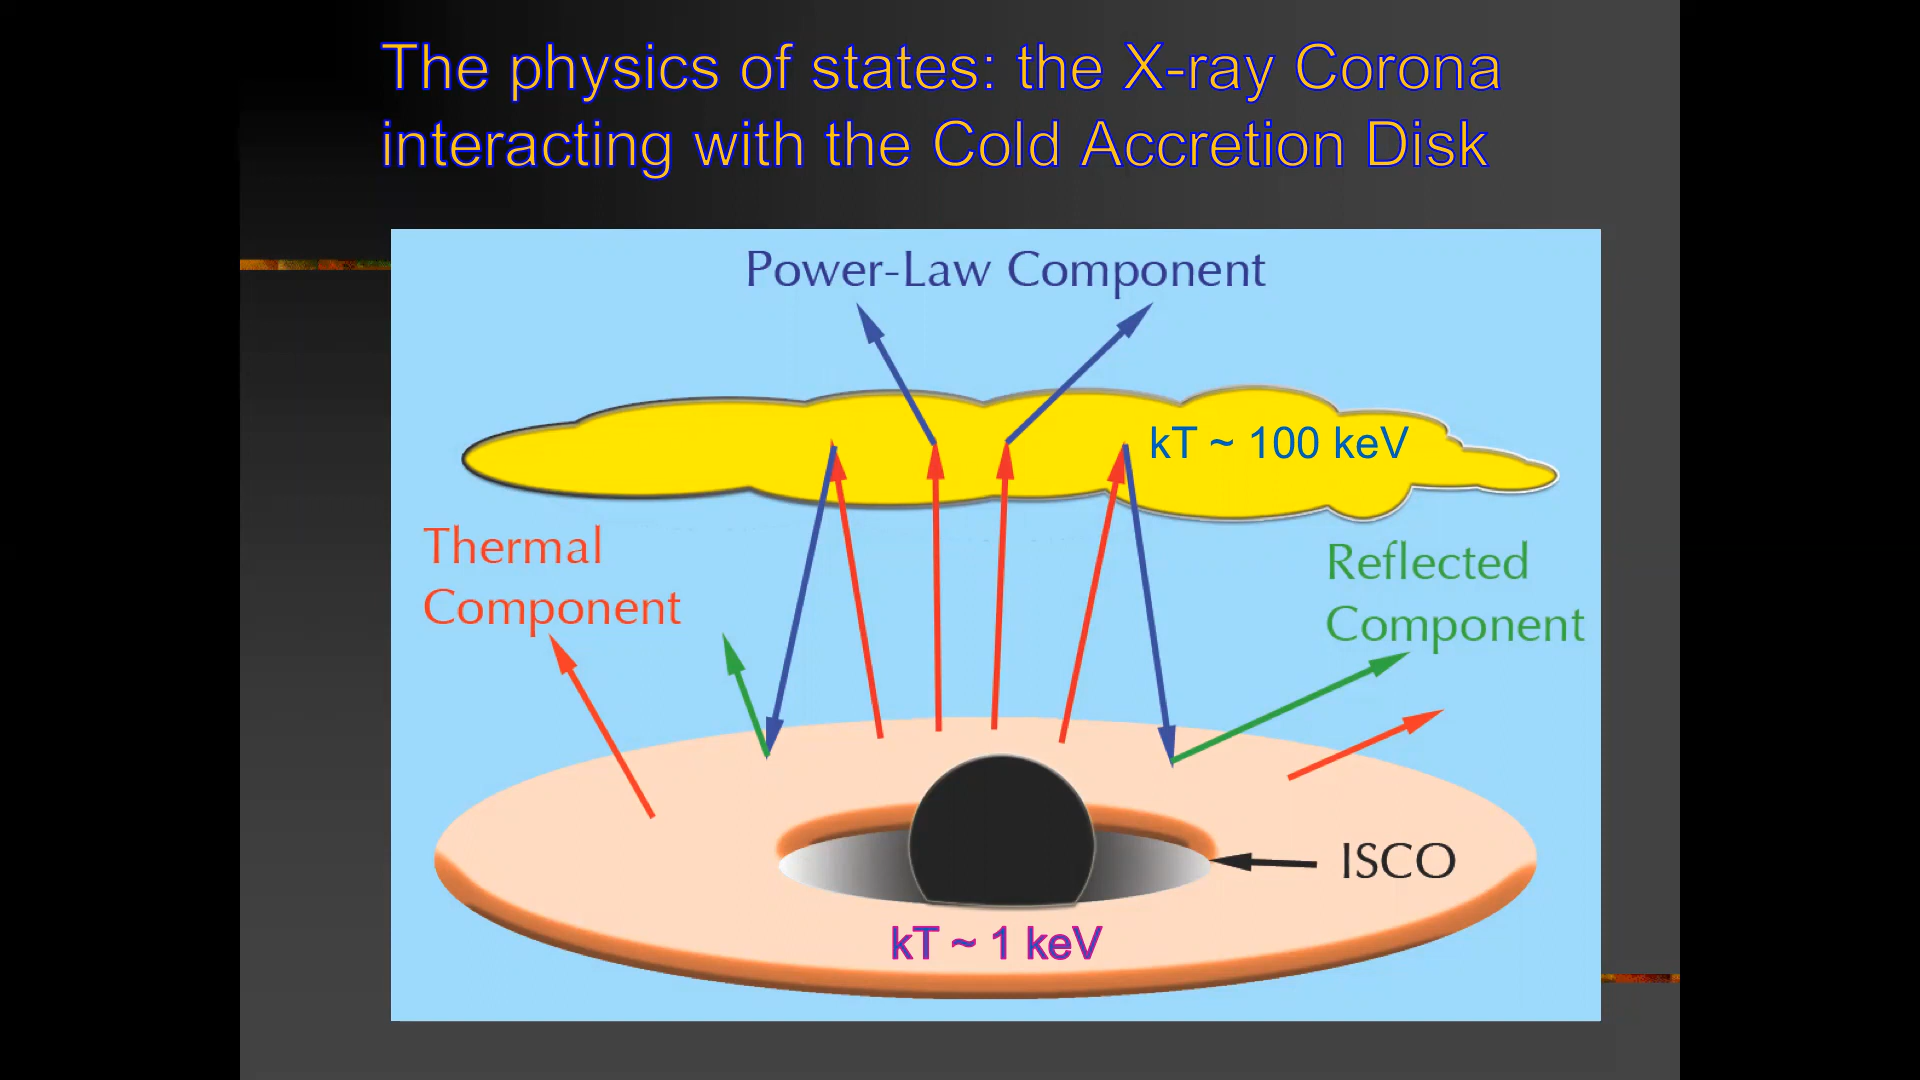 The physics of states: the X-ray Corona
interacting with the Cold Accretion Disk
Power-Law Component
kT ~ 100 keV
Thermal
Component
Reflected
Component
ISCO
kT ~ 1 keV